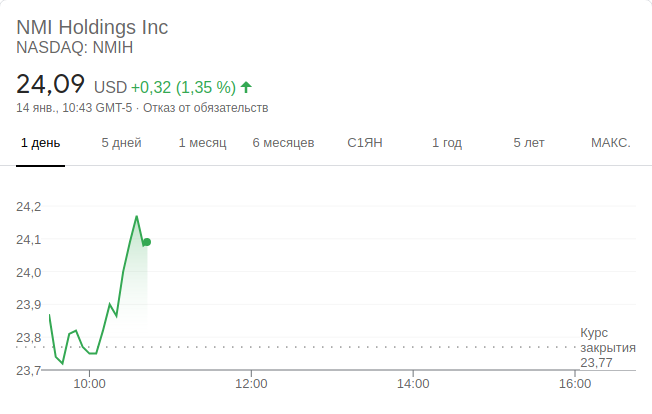 NMI Holdings Inc
NASDAQ: NMIH
24,09 USD +0,32 (1,35 %)
14 янв., 10:43 GMT-5 · Отказ от обязательств
1 день 5 дней 1 месяц 6 месяцев С1ЯН 1 год 5 лет МАКС.
24,2
24,1
24,0
23,9
23,8
23,7
Курс
закрытия
23,77
10:00 12:00 14:00 16:00